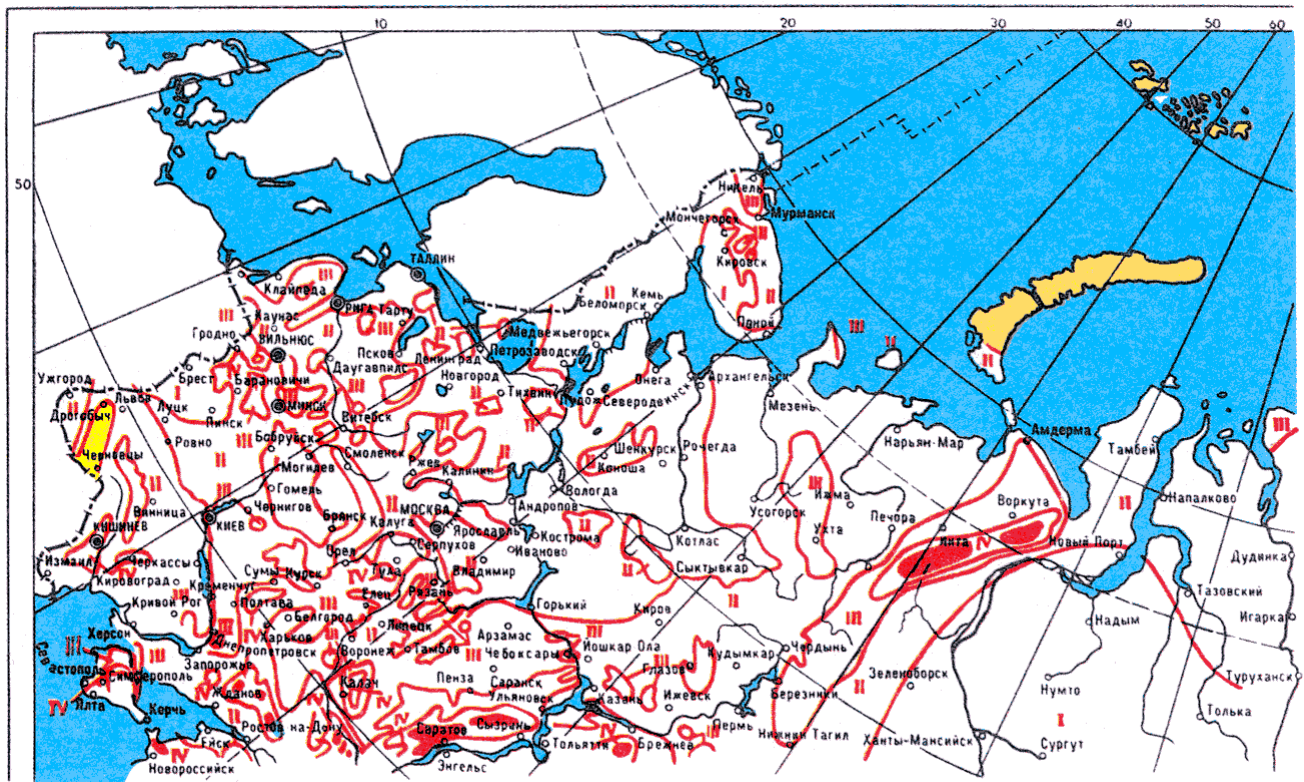 10
20
30
40
50
60
50
Никель
Мурманск
Мончегорск
Кировск
Поной
ТАЛЛИН
Клайпеда
РИГА
Тарту
Каунас
Гродно
ВИЛЬНЮС
Псков
Даугавпилс
Ленинград
Петрозаводск
Медвежьегорск
Беломорск
Кемь
Новгород
Тихвин
Пудож
Онега
Северодвинск
Архангельск
Мезень
Нарьян-Мар
Амдерма
Тамбей
Напалково
Ужгород
Дрогобыч
Львов
Брест
Барановичи
Луцк
Пинск
МИНСК
Витебск
Ровно
Бобруйск
Могилев
Смоленск
Ржев
Калинин
Шенкурск
Коноша
Рочегда
Черновцы
Винница
Гомель
Чернигов
Брянск
Калуга
МОСКВА
Андропов
Вологда
Усогорск
Ижма
Ухта
Печора
Воркута
Инта
Новый Порт
Дудинка
КИШИНЕВ
КИЕВ
Ярославль
Кострома
Котлас
Измаил
Черкассы
Орел
Серпухов
Иваново
Сыктывкар
Тазовский
Кировоград
Кременчуг
Сумы
Курск
Тула
Владимир
Игарка
Кривой Рог
Полтава
Белгород
Елец
Рязань
Горький
Киров
Надым
Херсон
Днепропетровск
Харьков
Липецк
Арзамас
Севастополь
Запорожье
Воронеж
Тамбов
Чебоксары
Йошкар Ола
Глазов
Кудымкар
Чердынь
Зеленоборск
Туруханск
Симферополь
Жданов
Калач
Пенза
Саранск
Ульяновск
Казань
Ижевск
Березники
Нумто
Ялта
Керчь
Ростов на-Дону
Саратов
Сызрань
Пермь
Толька
Ейск
Тольятти
Брежнев
Нижний Тагил
Ханты-Мансийск
Сургут
Новороссийск
Энгельс
I
II
III
IV